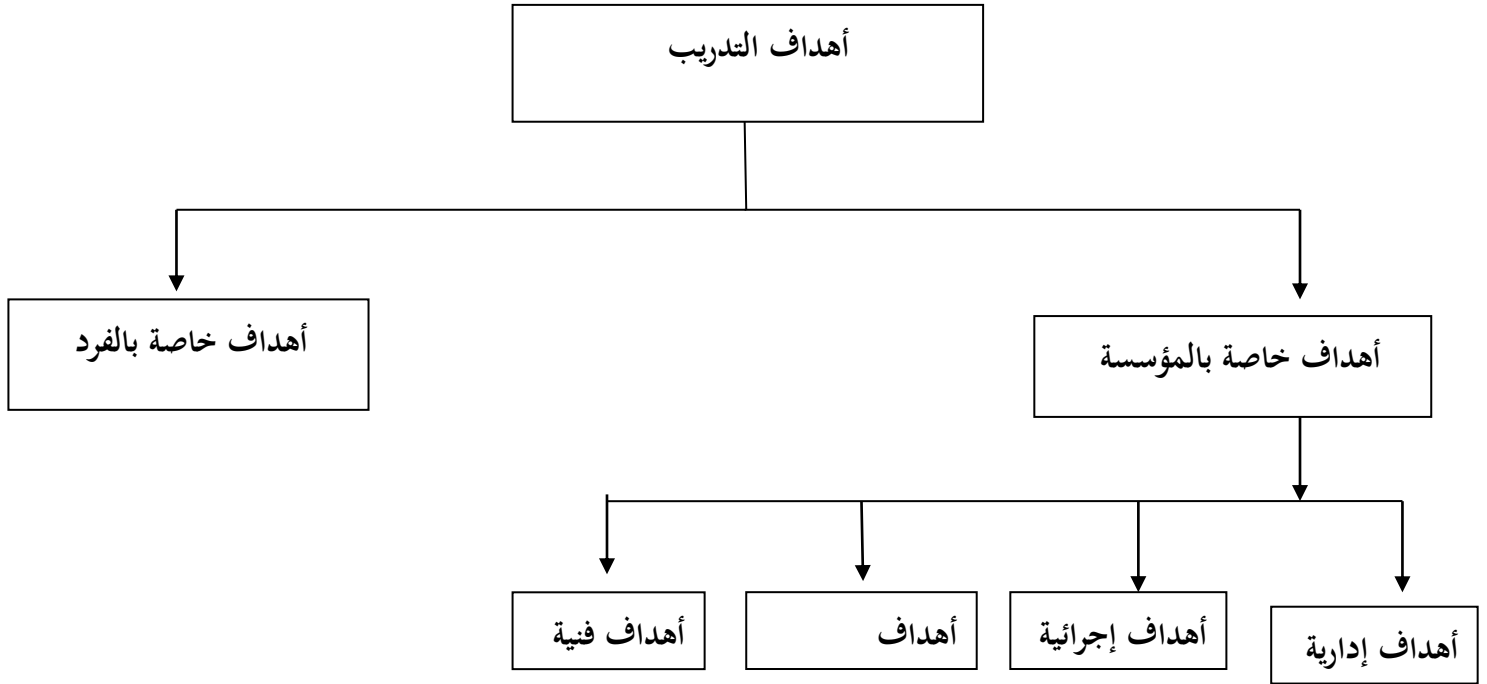 أهداف التدريب
أهداف خاصة بالمؤسسة
أهداف خاصة بالفرد
أهداف إدارية
أهداف إجرائية
أهداف
أهداف فنية